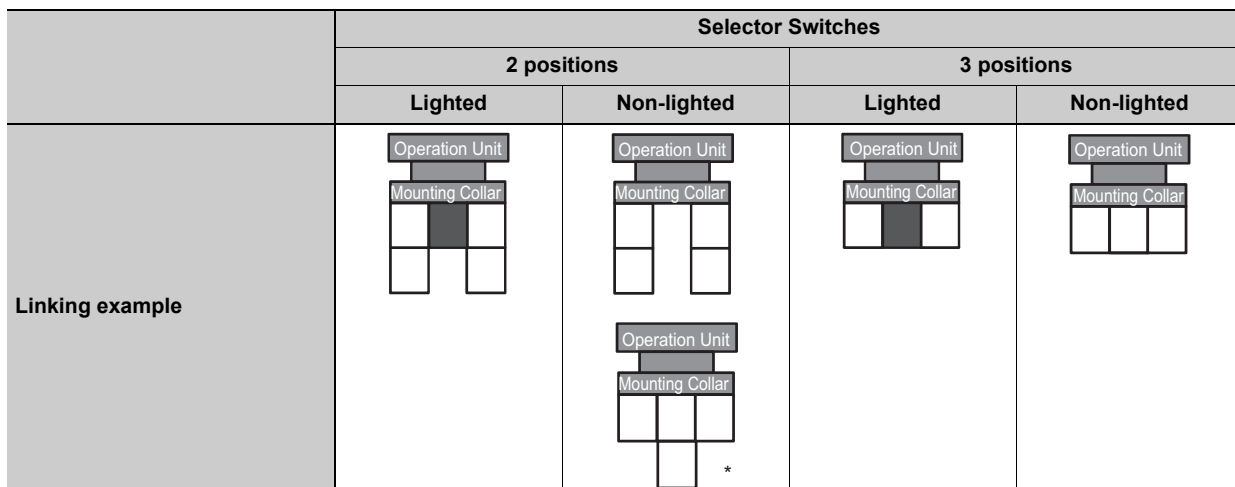 Selector Switches
2 positions 3 positions
Lighted Non-lighted Lighted Non-lighted
Linking example
Operation Unit
Mounting Collar
Operation Unit
Mounting Collar
Operation Unit
Mounting Collar
*
Operation Unit
Mounting Collar
Operation Unit
Mounting Collar